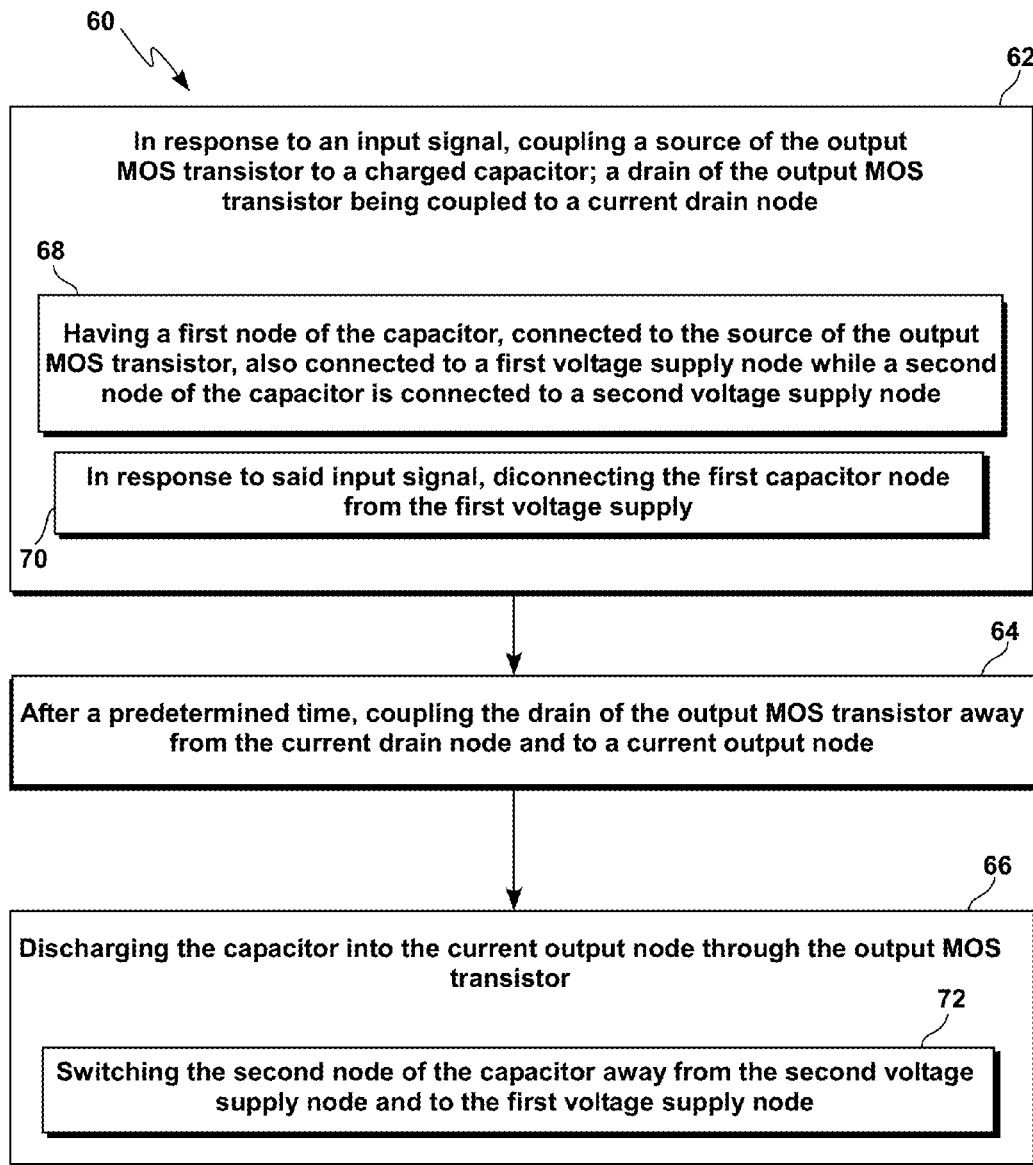 60
62
In response to an input signal, coupling a source of the output
MOS transistor to a charged capacitor; a drain of the output MOS
transistor being coupled to a current drain node
68
Having a first node of the capacitor, connected to the source of the output
MOS transistor, also connected to a first voltage supply node while a second
node of the capacitor is connected to a second voltage supply node
In response to said input signal, diconnecting the first capacitor node
from the first voltage supply
70
64
After a predetermined time, coupling the drain of the output MOS transistor away
from the current drain node and to a current output node
66
Discharging the capacitor into the current output node through the output MOS
transistor
72
Switching the second node of the capacitor away from the second voltage
supply node and to the first voltage supply node